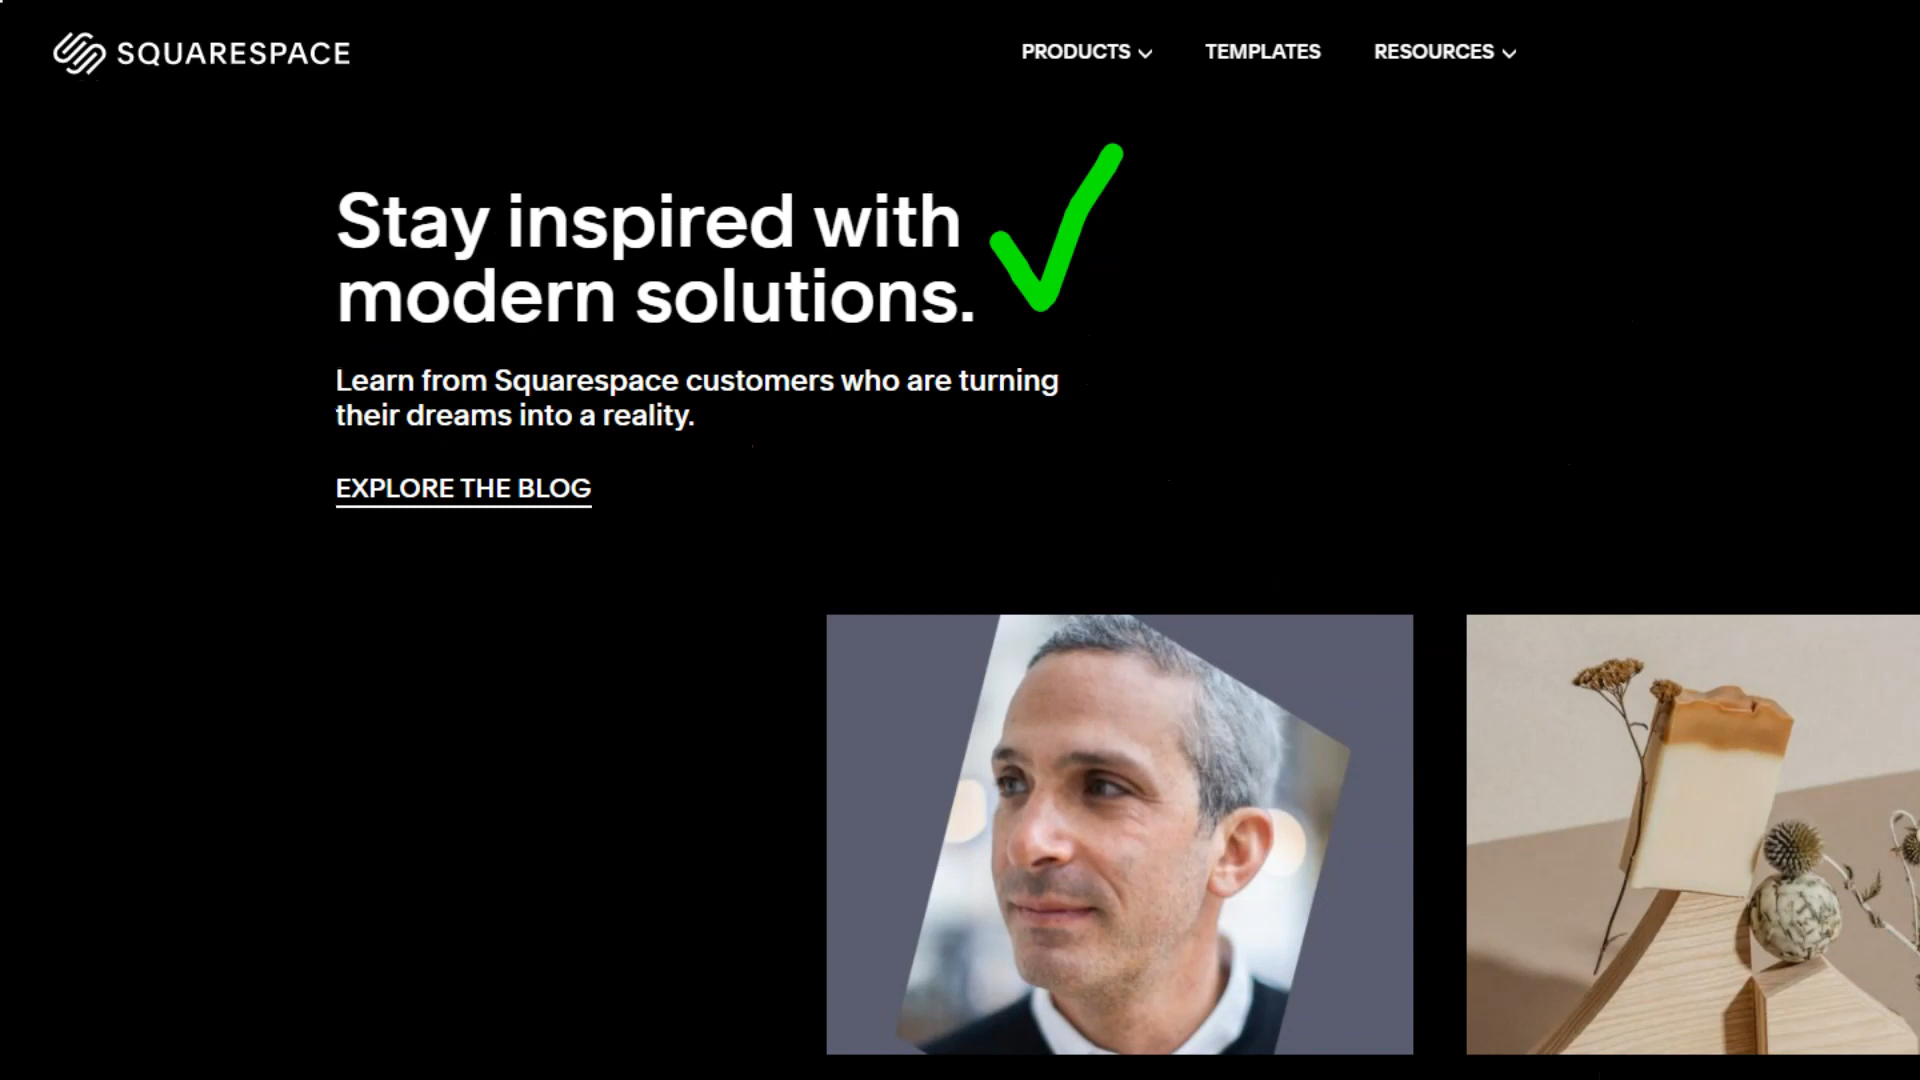 SQUARESPACE
PRODUCTS
TEMPLATES
RESOURCES
Stay inspired with
modern solutions.
Learn from Squarespace customers who are turning
their dreams into a reality.
EXPLORE THE BLOG